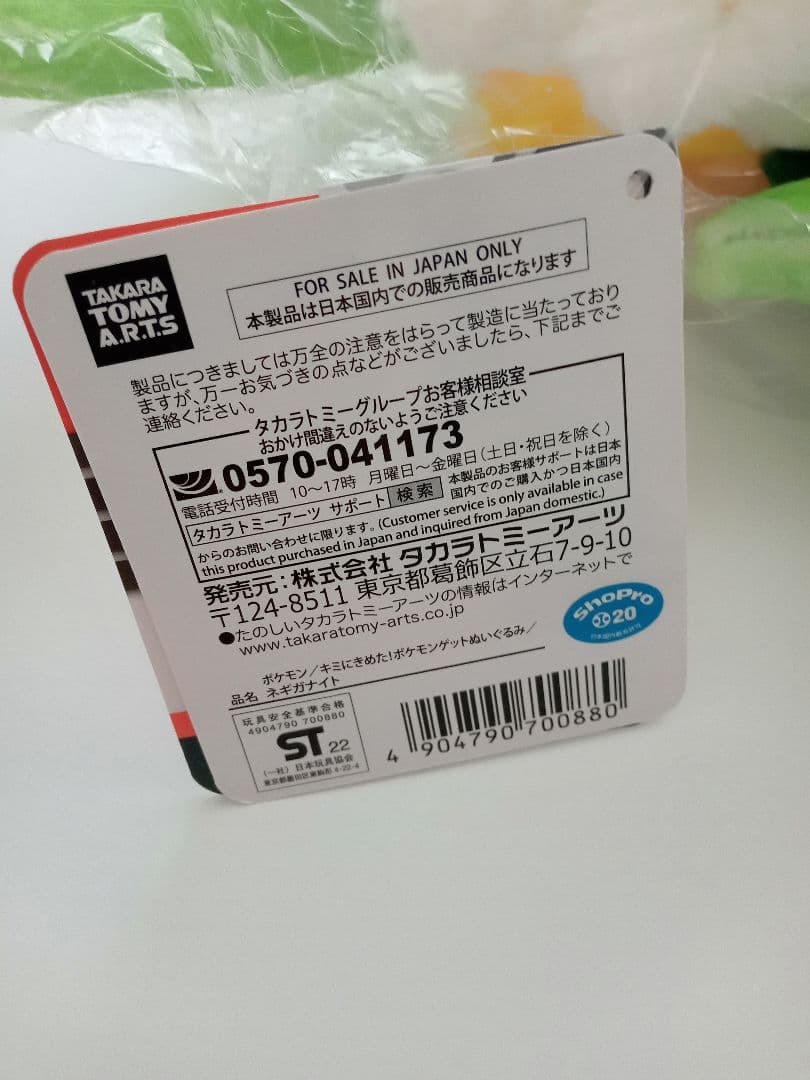 TAKARA
TOMY
A.R.T.S
FOR SALE IN JAPAN ONLY
本製品は日本国内での販売商品になります
製品につきましては万全の注意をはらって製造に当たっており
ますが、万一お気づきの点などがございましたら、下記までご
連絡ください。
タカラトミーグループお客様相談室
おかけ間違えのないようご注意ください
0570-041173
電話受付時間 10〜17時 月曜日〜金曜日(土日・祝日を除く)
タカラトミーアーツ サポート 検索
本製品のお客様サポートは日本
国内でのご購入かつ日本国内
からのお問い合わせに限ります。(Customer service is only available in case
this product purchased in Japan and inquired from Japan domestic.)
発売元:株式会社 タカラトミーアーツ
〒124-8511 東京都葛飾区立石7-9-10
●たのしいタカラトミーアーツの情報はインターネットで
www.takaratomy-arts.co.jp
ShoPro
20
ポケモン/キミにきめた!ポケモンゲットぬいぐるみ/
品名 ネギガナイト
玩具安全基準合格
4904790 700880
ST 22
(一社)日本玩具協会
東京都墨田区東駒形4-22-4
4 904790 700880